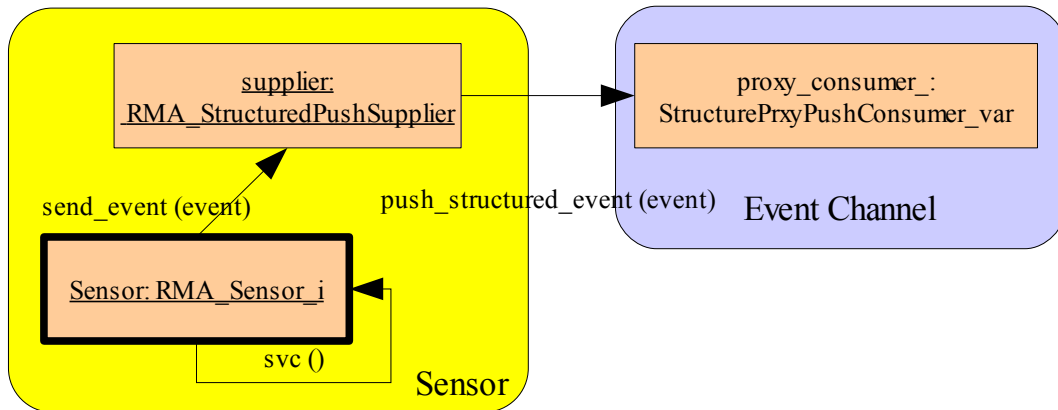 supplier:
RMA_StructuredPushSupplier
proxy_consumer_:
StructurePrxyPushConsumer_var
send_event (event)
push_structured_event (event)
Event Channel
Sensor: RMA_Sensor_i
svc ()
Sensor